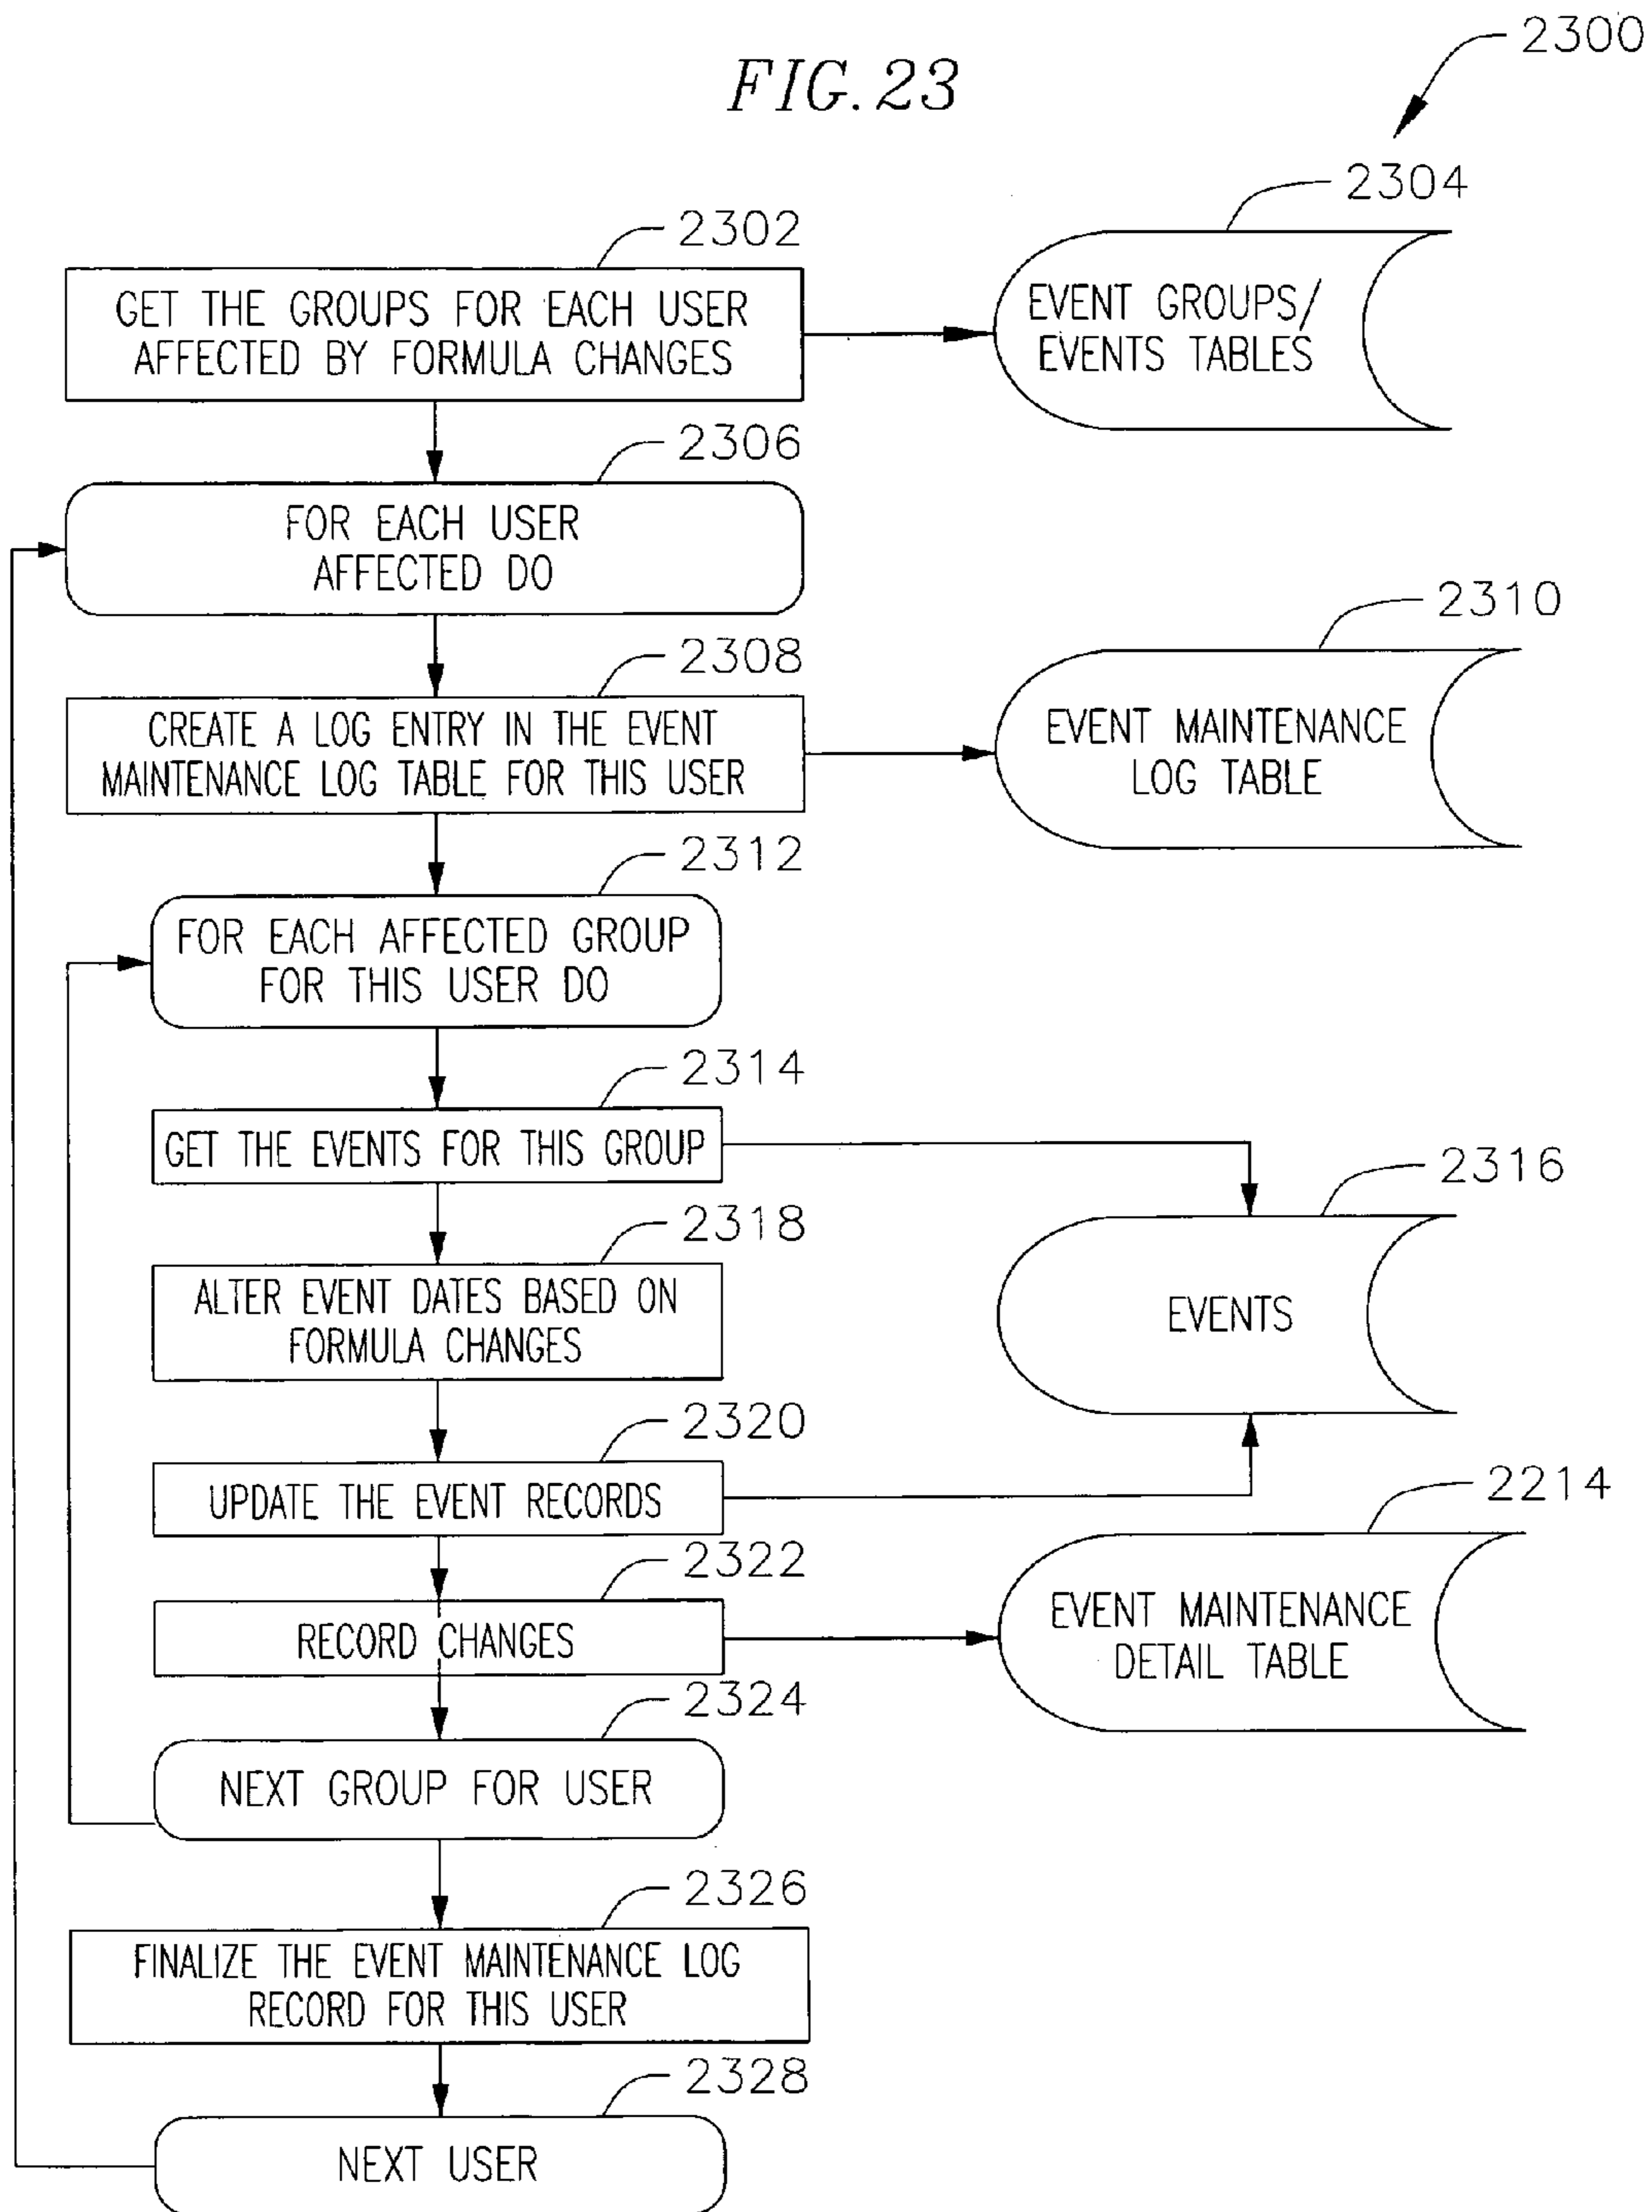 FIG. 23
2300
2304
2302
GET THE GROUPS FOR EACH USER
AFFECTED BY FORMULA CHANGES
EVENT GROUPS/
EVENTS TABLES
2306
FOR EACH USER
AFFECTED DO
2310
2308
CREATE A LOG ENTRY IN THE EVENT
MAINTENANCE LOG TABLE FOR THIS USER
EVENT MAINTENANCE
LOG TABLE
2312
FOR EACH AFFECTED GROUP
FOR THIS USER DO
2314
GET THE EVENTS FOR THIS GROUP
2316
2318
ALTER EVENT DATES BASED ON
FORMULA CHANGES
EVENTS
2320
UPDATE THE EVENT RECORDS
2214
2322
RECORD CHANGES
EVENT MAINTENANCE
DETAIL TABLE
2324
NEXT GROUP FOR USER
2326
FINALIZE THE EVENT MAINTENANCE LOG
RECORD FOR THIS USER
2328
NEXT USER